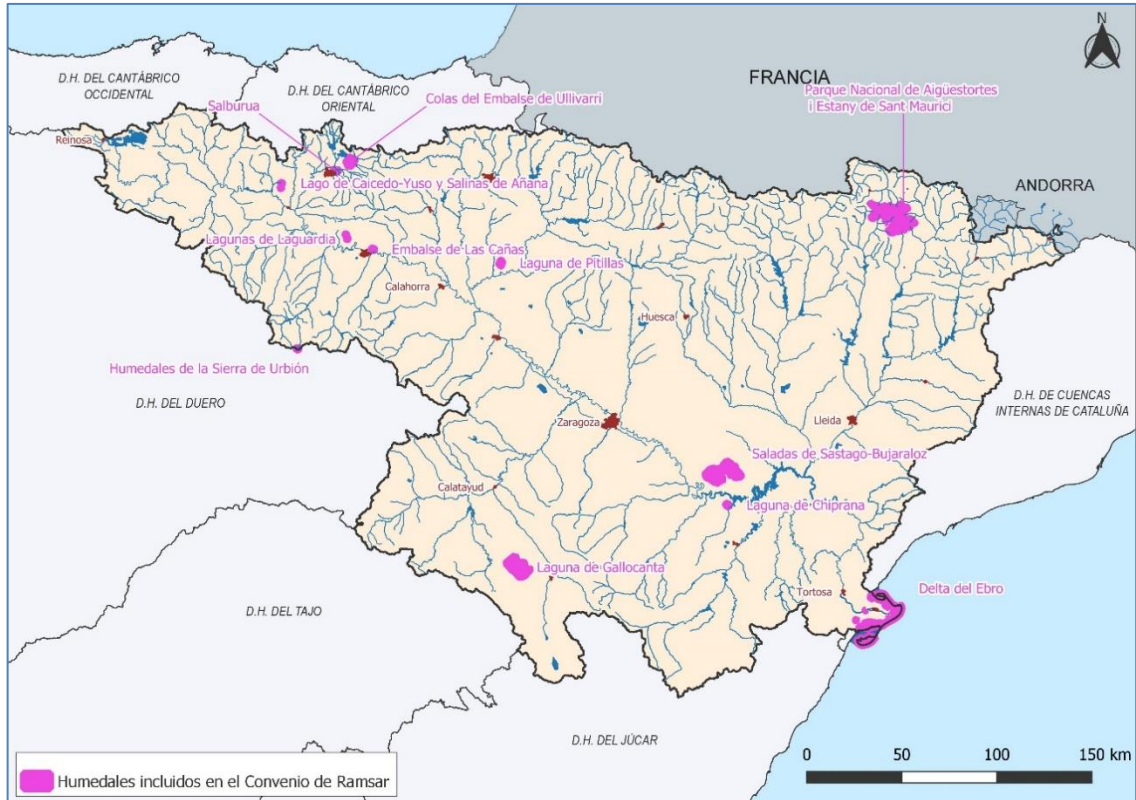 N
D.H. DEL CANTÁBRICO
OCCIDENTAL
D.H. DEL CANTÁBRICO
ORIENTAL
FRANCIA
Parque Nacional de Aigüestortes
i Estany de Sant Maurici
Salburua
Colas del Embalse de Ullivarri
Reinosa
ANDORRA
Lago de Caicedo-Yuso y Salinas de Añana
Lagunas de Laguardia
Embalse de Las Cañas
Laguna de Pitillas
Calahorra
Huesca
Humedales de la Sierra de Urbión
D.H. DEL DUERO
D.H. DE CUENCAS
INTERNAS DE CATALUÑA
Zaragoza
Lleida
Saladas de Sástago-Bujaraloz
Calatayud
Laguna de Chiprana
Laguna de Gallocanta
Tortosa
Delta del Ebro
D.H. DEL TAJO
D.H. DEL JÚCAR
Humedales incluidos en el Convenio de Ramsar
0 50 100 150 km